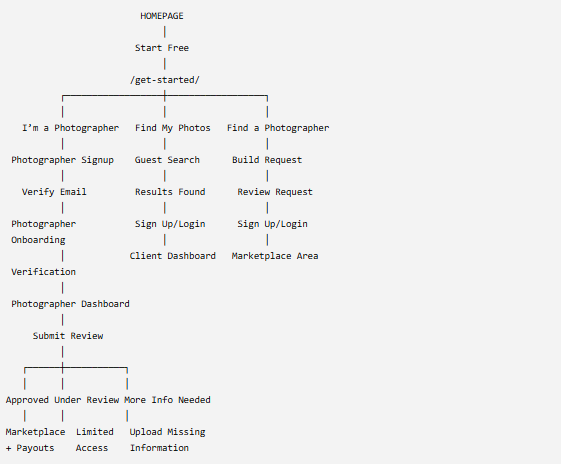 HOMEPAGE
Start Free
/get-started/
I'm a Photographer Find My Photos Find a Photographer
Photographer Signup Guest Search Build Request
Verify Email Results Found Review Request
Photographer Sign Up/Login Sign Up/Login
Onboarding
Client Dashboard Marketplace Area
Verification
Photographer Dashboard
Submit Review
Approved Under Review More Info Needed
Marketplace Limited Upload Missing
+ Payouts Access Information